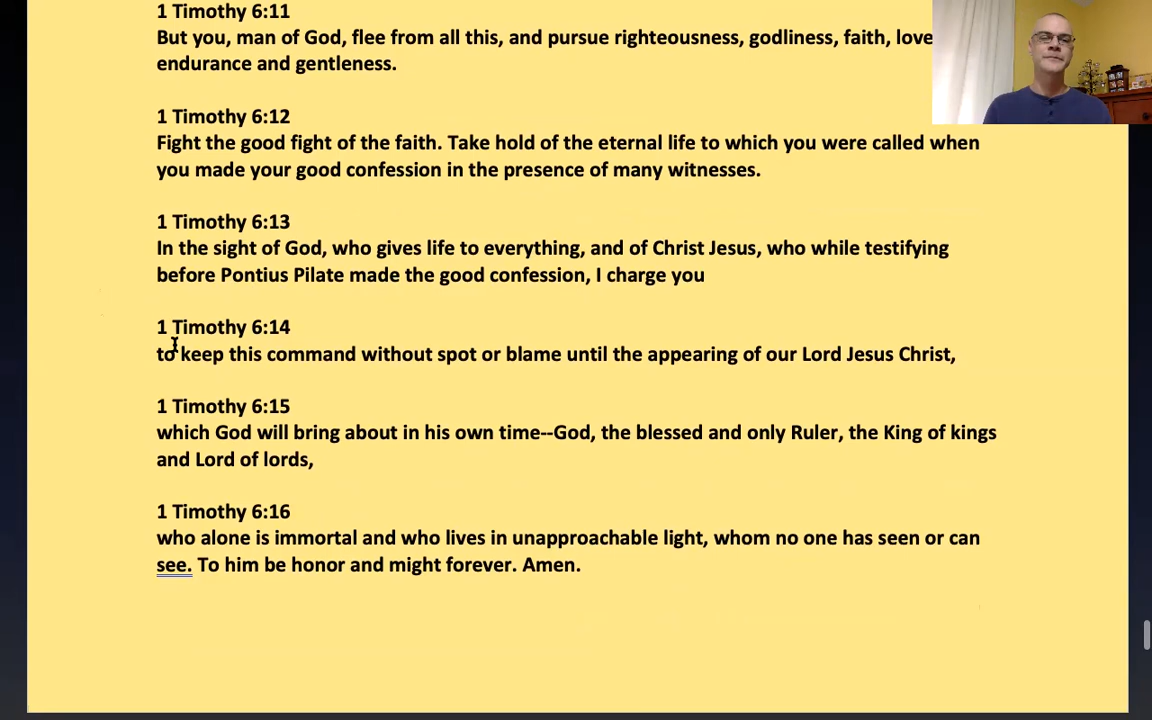 1 Timothy 6:11
But you, man of God, flee from all this, and pursue righteousness, godliness, faith, love
endurance and gentleness.
1 Timothy 6:12
Fight the good fight of the faith. Take hold of the eternal life to which you were called when
you made your good confession in the presence of many witnesses.
1 Timothy 6:13
In the sight of God, who gives life to everything, and of Christ Jesus, who while testifying
before Pontius Pilate made the good confession, I charge you
1 Timothy 6:14
to keep this command without spot or blame until the appearing of our Lord Jesus Christ,
1 Timothy 6:15
which God will bring about in his own time--God, the blessed and only Ruler, the King of kings
and Lord of lords,
1 Timothy 6:16
who alone is immortal and who lives in unapproachable light, whom no one has seen or can
see. To him be honor and might forever. Amen.